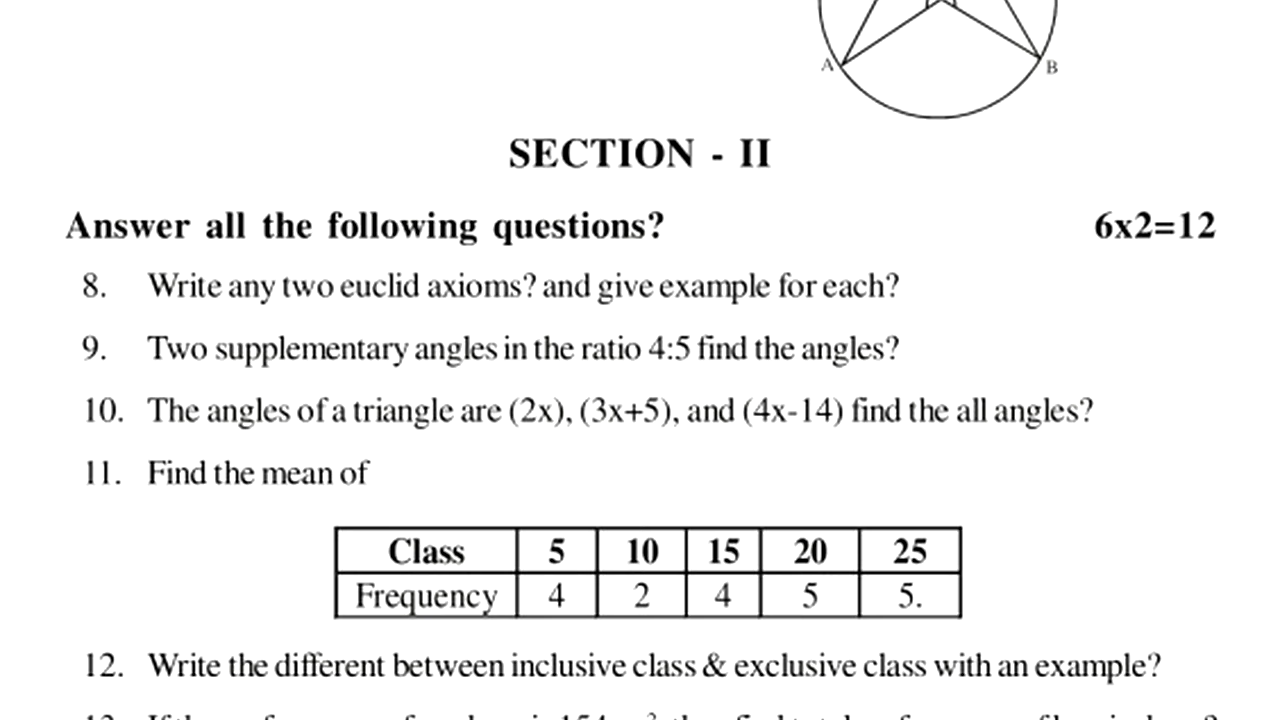 A B
SECTION - II
Answer all the following questions? 6x2=12
8. Write any two euclid axioms? and give example for each?
9. Two supplementary angles in the ratio 4:5 find the angles?
10. The angles of a triangle are (2x), (3x+5), and (4x-14) find the all angles?
11. Find the mean of
Class 5 10 15 20 25
Frequency 4 2 4 5 5.
12. Write the different between inclusive class & exclusive class with an example?